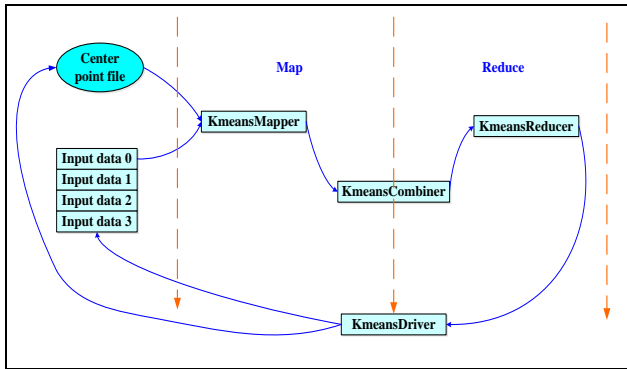 Center
point file
Map
Reduce
KmeansMapper
KmeansReducer
Input data 0
Input data 1
Input data 2
Input data 3
KmeansCombiner
KmeansDriver